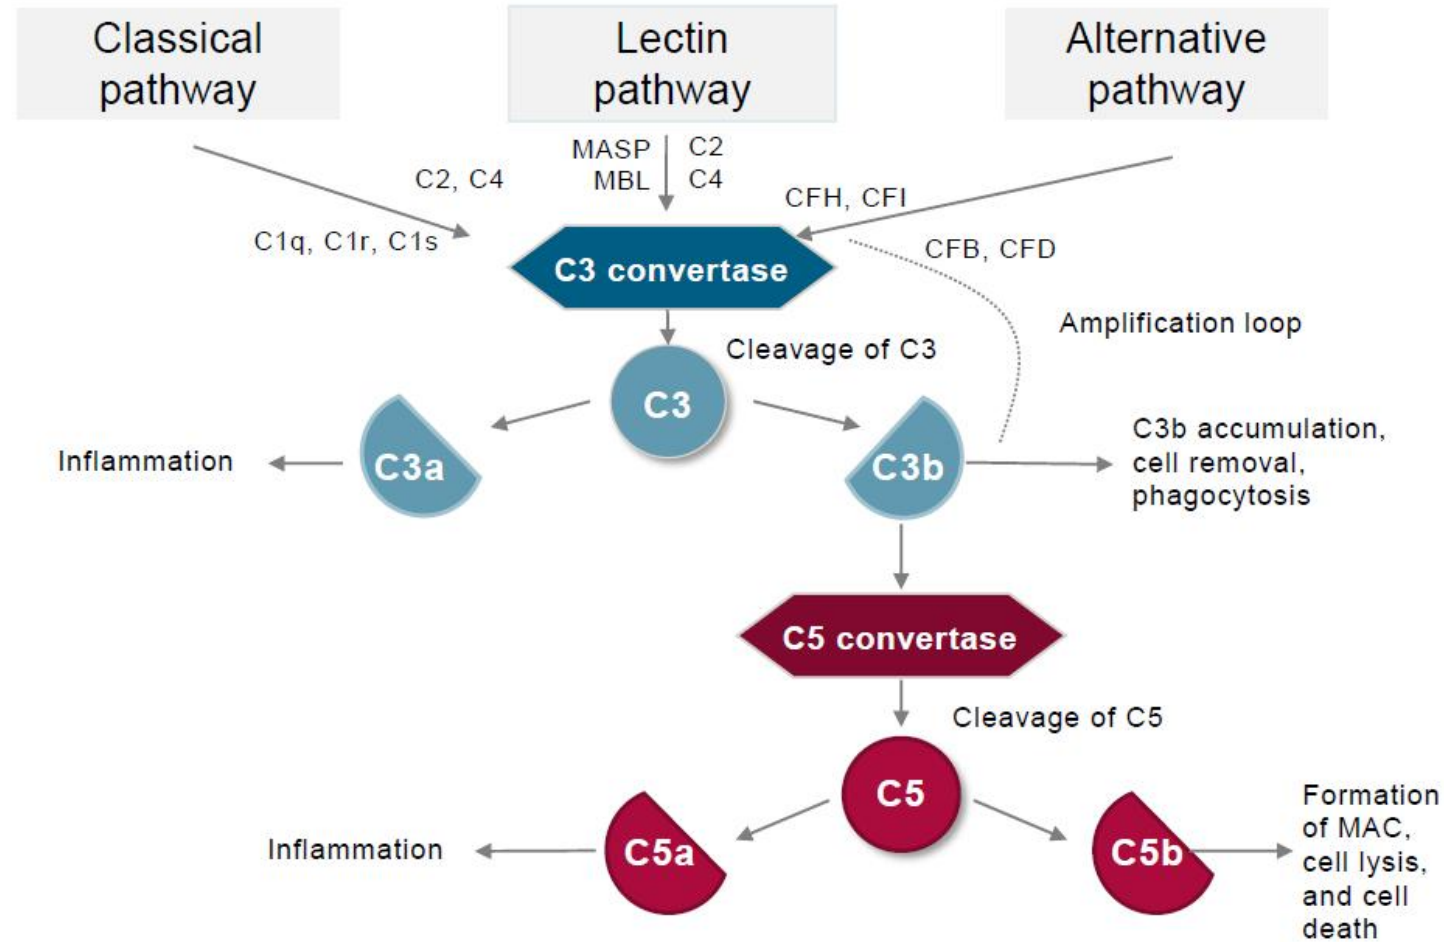 Classical
pathway
Lectin
pathway
Alternative
pathway
MASP
MBL
C2
C4
C2, C4
C1q, C1r, C1s
CFH, CFI
CFB, CFD
C3 convertase
Amplification loop
Cleavage of C3
C3
C3a
Inflammation
C3b
C3b accumulation,
cell removal,
phagocytosis
C5 convertase
Cleavage of C5
C5
C5a
Inflammation
C5b
Formation
of MAC,
cell lysis,
and cell
death